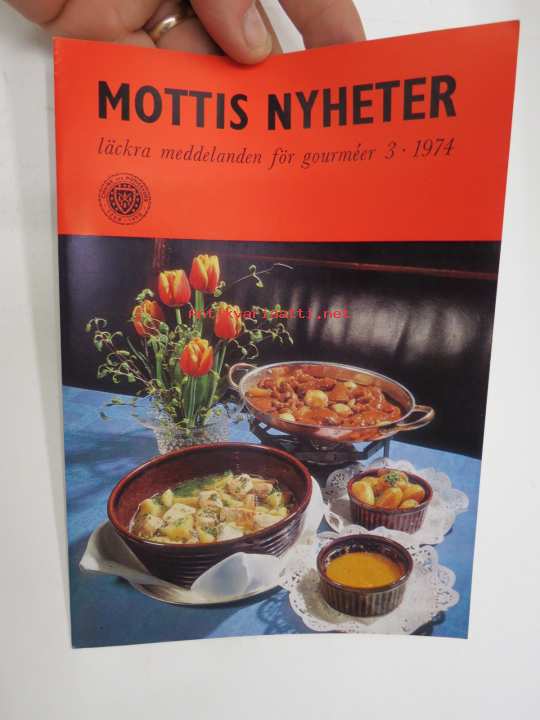 MOTTIS NYHETER
läckra meddelanden för gourméer 3 · 1974
antikvariaatti.net